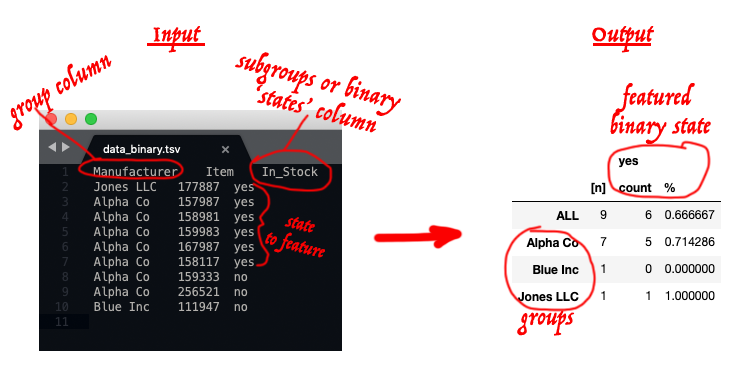 Input
Output
group column
subgroups or binary
'states' column
featured
binary state
data_binary.tsv ×
1 Manufacturer Item In_Stock
2 Jones LLC 177887 yes
3 Alpha Co 157987 yes
4 Alpha Co 158981 yes
5 Alpha Co 159983 yes
6 Alpha Co 167987 yes
7 Alpha Co 158117 yes
8 Alpha Co 159333 no
9 Alpha Co 256521 no
10 Blue Inc 111947 no
11
state
to feature
yes
[n] count %
ALL 9 6 0.666667
Alpha Co 7 5 0.714286
Blue Inc 1 0 0.000000
Jones LLC 1 1 1.000000
groups